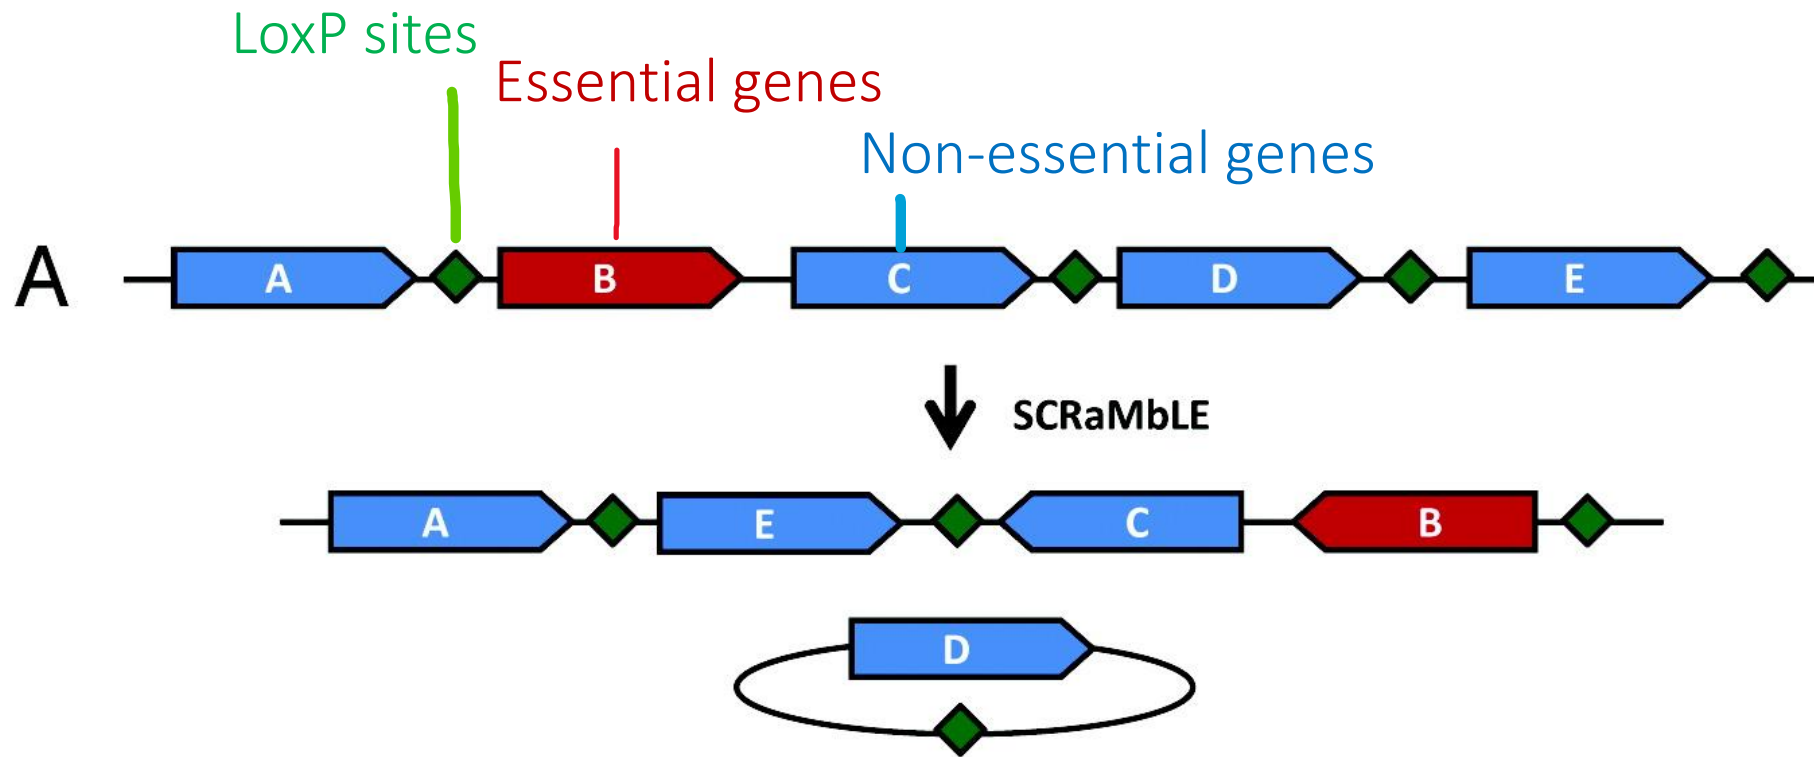 LoxP sites
Essential genes
Non-essential genes
A
A
B
C
D
E
SCRaMbLE
A
E
C
B
D